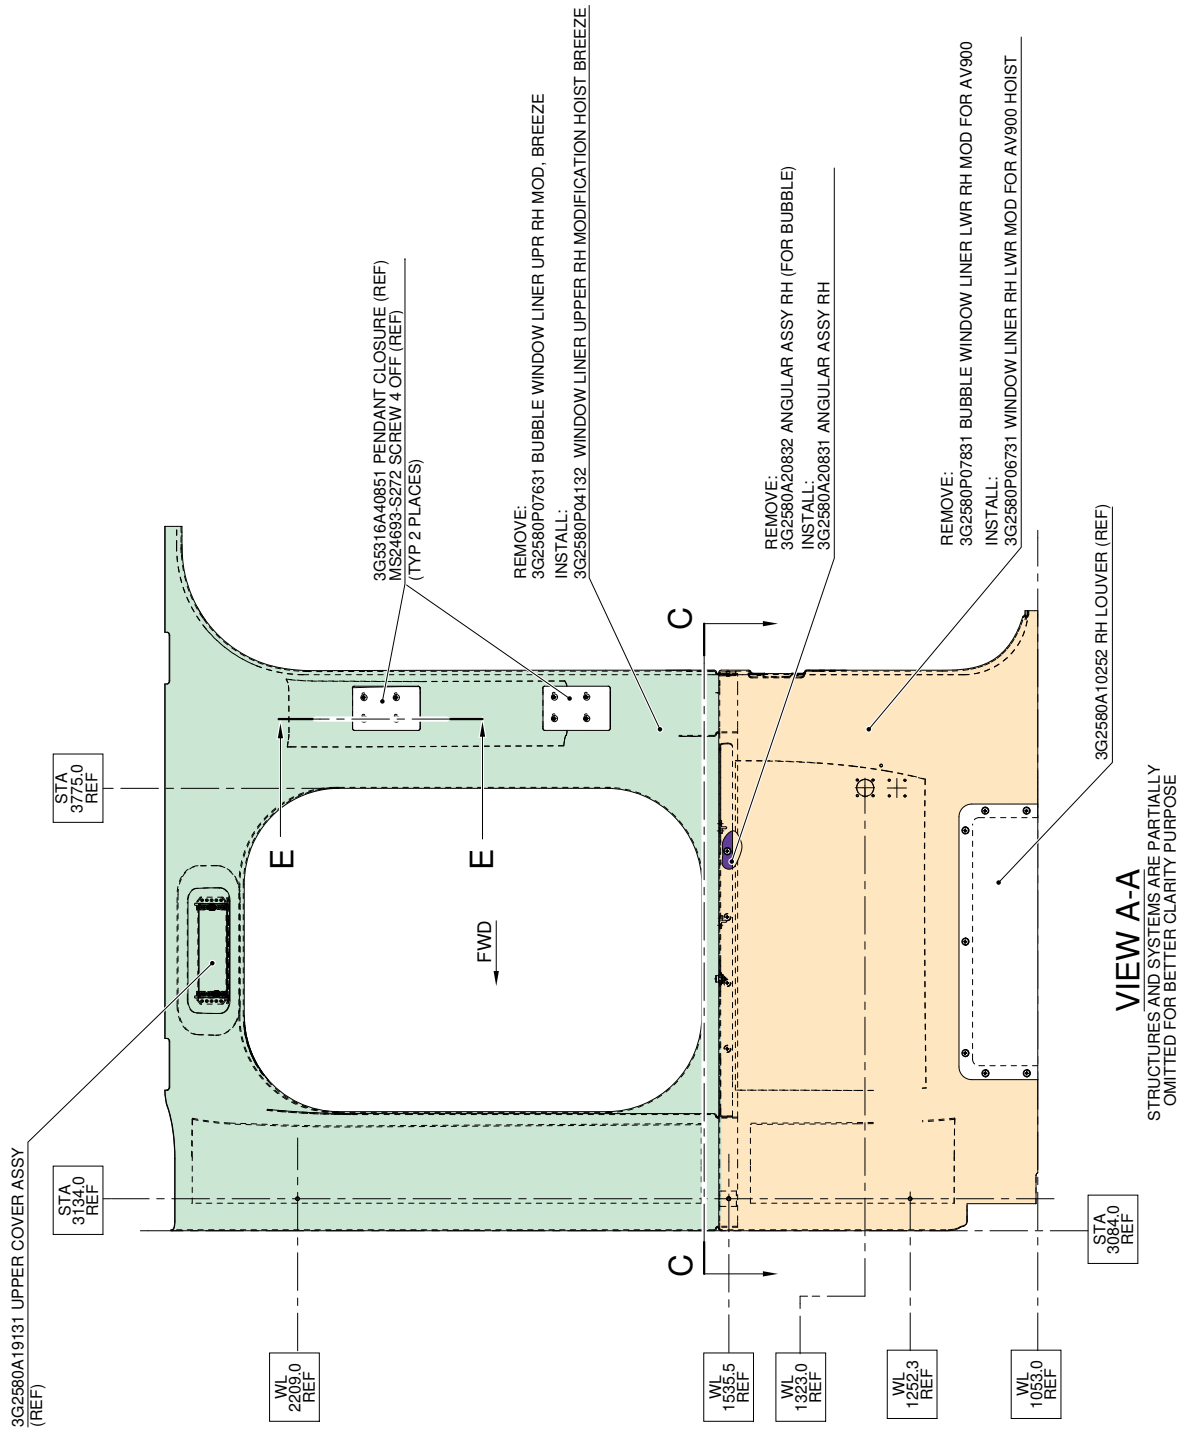 3G2580A19131 UPPER COVER ASSY
(REF)
STA
3134.0
REF
STA
3775.0
REF
3G5316A40851 PENDANT CLOSURE (REF)
MS24693-S272 SCREW 4 OFF (REF)
(TYP 2 PLACES)
REMOVE:
3G2580P07631 BUBBLE WINDOW LINER UPR RH MOD, BREEZE
INSTALL:
3G2580P04132 WINDOW LINER UPPER RH MODIFICATION HOIST BREEZE
E
E
FWD
C
C
REMOVE:
3G2580A20832 ANGULAR ASSY RH (FOR BUBBLE)
INSTALL:
3G2580A20831 ANGULAR ASSY RH
REMOVE:
3G2580P07831 BUBBLE WINDOW LINER LWR RH MOD FOR AV900
INSTALL:
3G2580P06731 WINDOW LINER RH LWR MOD FOR AV900 HOIST
3G2580A10252 RH LOUVER (REF)
WL
2209.0
REF
WL
1535.5
REF
WL
1323.0
REF
WL
1252.3
REF
WL
1053.0
REF
STA
3084.0
REF
VIEW A-A
STRUCTURES AND SYSTEMS ARE PARTIALLY
OMITTED FOR BETTER CLARITY PURPOSE